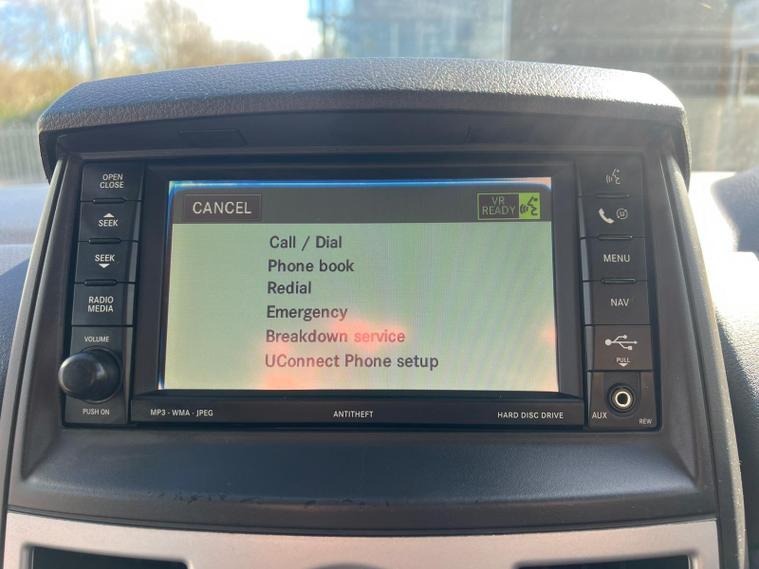 OPEN
CLOSE
SEEK
SEEK
RADIO
MEDIA
VOLUME
PUSH ON
CANCEL
VR
READY
Call / Dial
Phone book
Redial
Emergency
Breakdown service
UConnect Phone setup
MENU
NAV
PULL
AUX
REW
MP3 - WMA - JPEG
ANTITHEFT
HARD DISC DRIVE